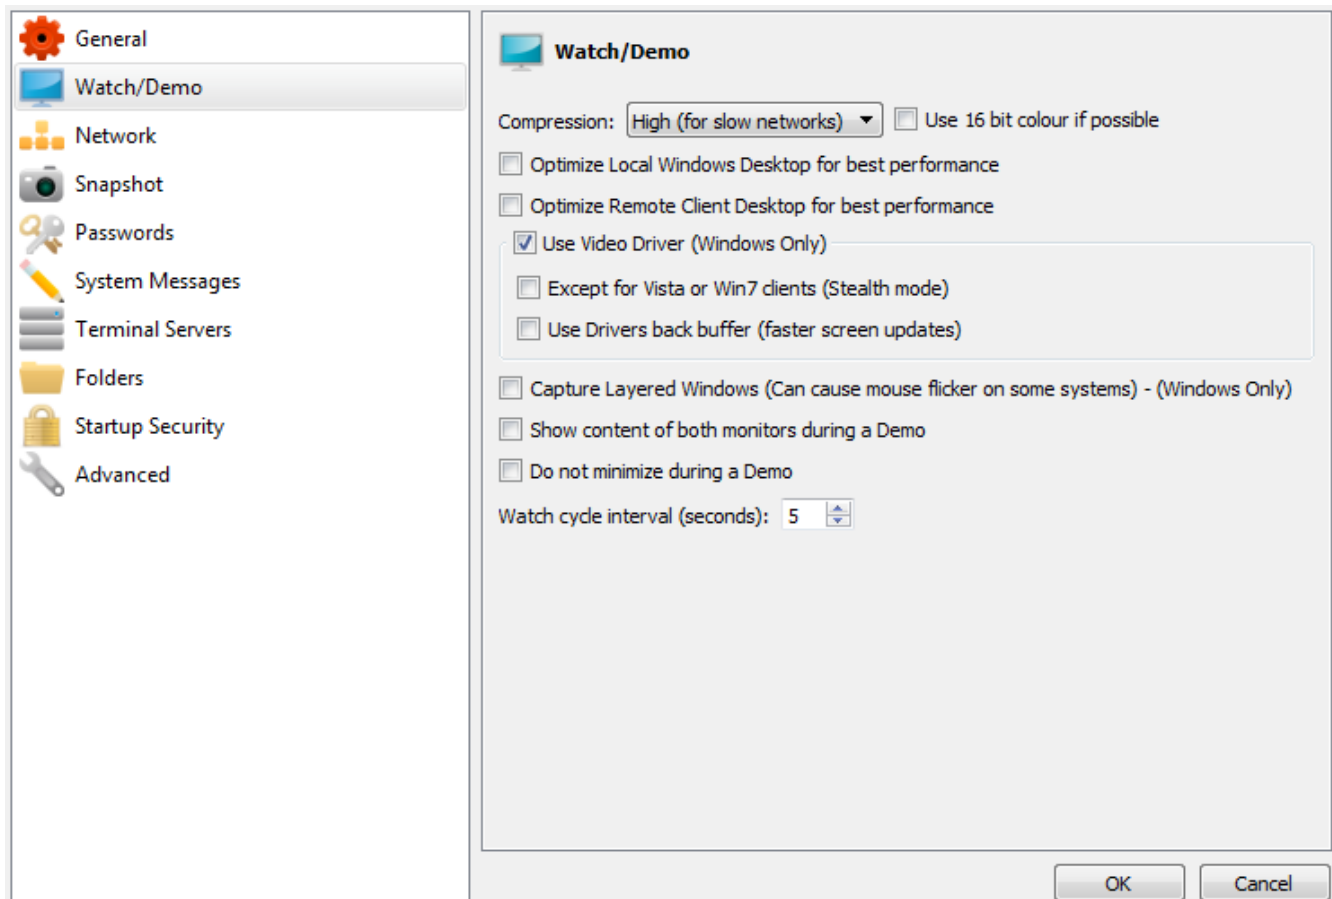 General
Watch/Demo
Network
Snapshot
Passwords
System Messages
Terminal Servers
Folders
Startup Security
Advanced
Watch/Demo
Compression: High (for slow networks) Use 16 bit colour if possible
Optimize Local Windows Desktop for best performance
Optimize Remote Client Desktop for best performance
Use Video Driver (Windows Only)
Except for Vista or Win7 clients (Stealth mode)
Use Drivers back buffer (faster screen updates)
Capture Layered Windows (Can cause mouse flicker on some systems) - (Windows Only)
Show content of both monitors during a Demo
Do not minimize during a Demo
Watch cycle interval (seconds): 5
OK Cancel